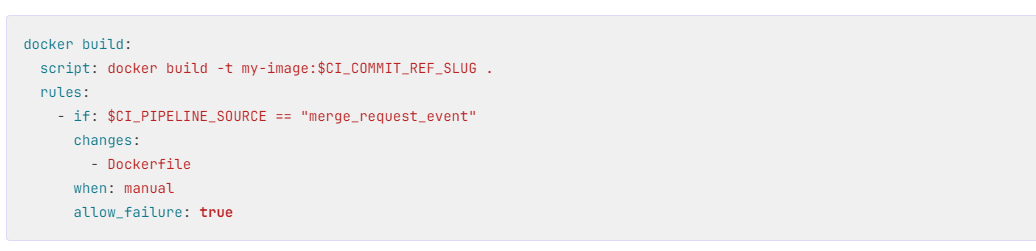 docker build:
  script: docker build -t my-image:$CI_COMMIT_REF_SLUG .
  rules:
    - if: $CI_PIPELINE_SOURCE == "merge_request_event"
      changes:
        - Dockerfile
      when: manual
      allow_failure: true